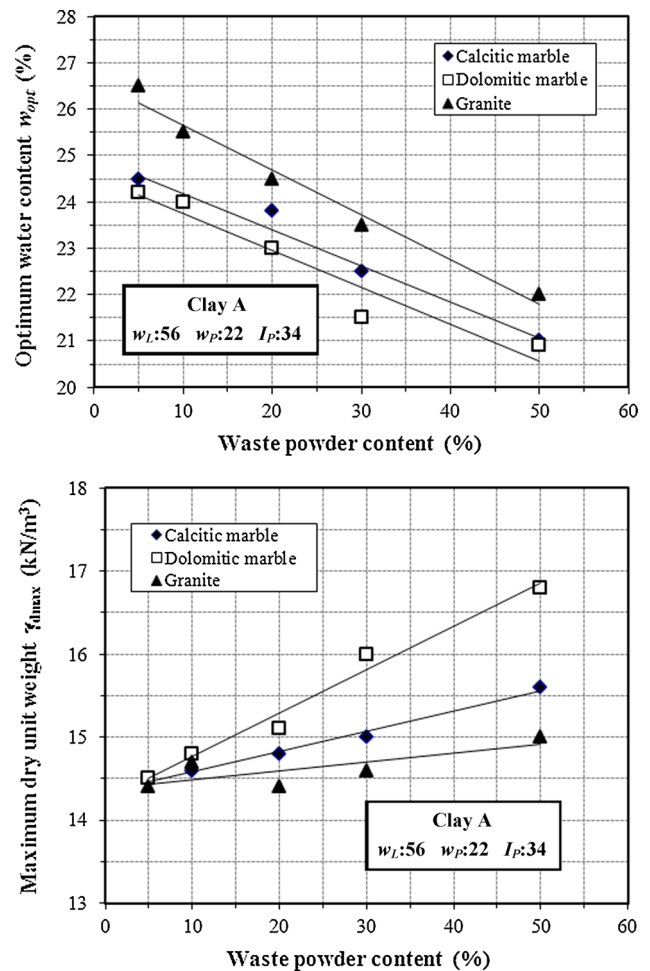 28
27
26
25
24
23
22
21
20
Optimum water content wopt (%)
Calcitic marble
Dolomitic marble
Granite
Clay A
wL:56 wP:22 IP:34
0 10 20 30 40 50 60
Waste powder content (%)
18
17
16
15
14
13
Maximum dry unit weight γdmax (kN/m³)
Calcitic marble
Dolomitic marble
Granite
Clay A
wL:56 wP:22 IP:34
0 10 20 30 40 50 60
Waste powder content (%)